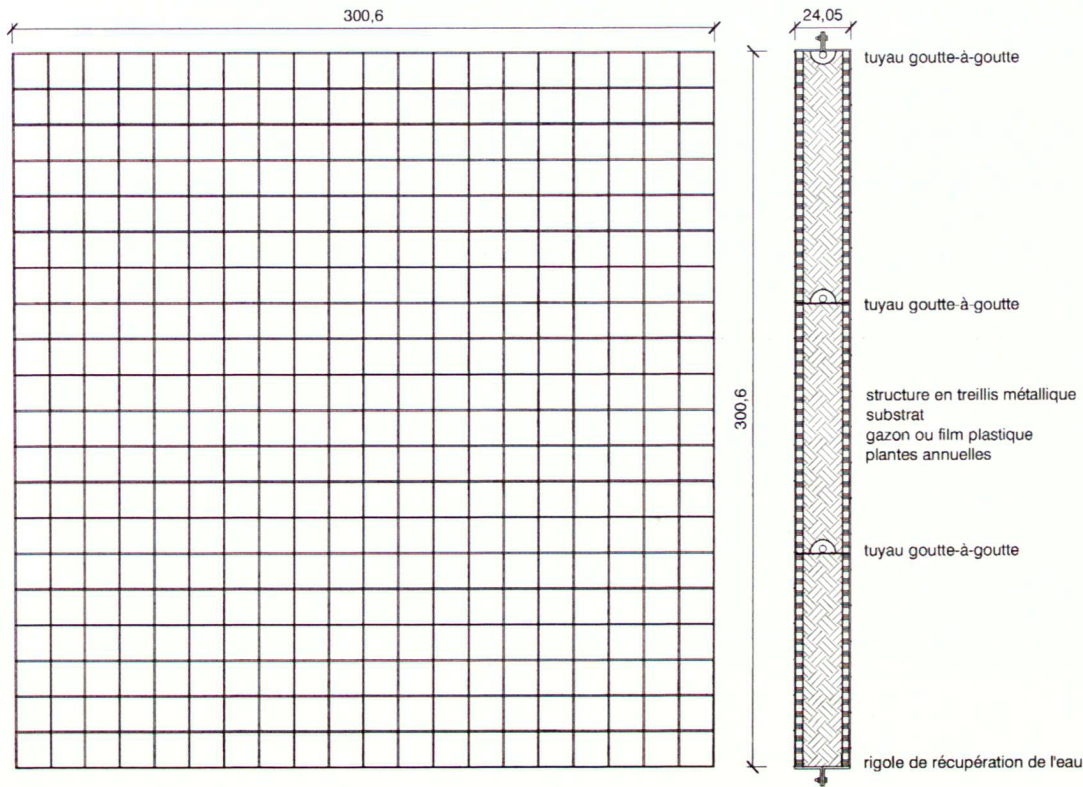 300,6
24,05
tuyau goutte-à-goutte
tuyau goutte-à-goutte
300,6
structure en treillis métallique
substrat
gazon ou film plastique
plantes annuelles
tuyau goutte-à-goutte
rigole de récupération de l'eau